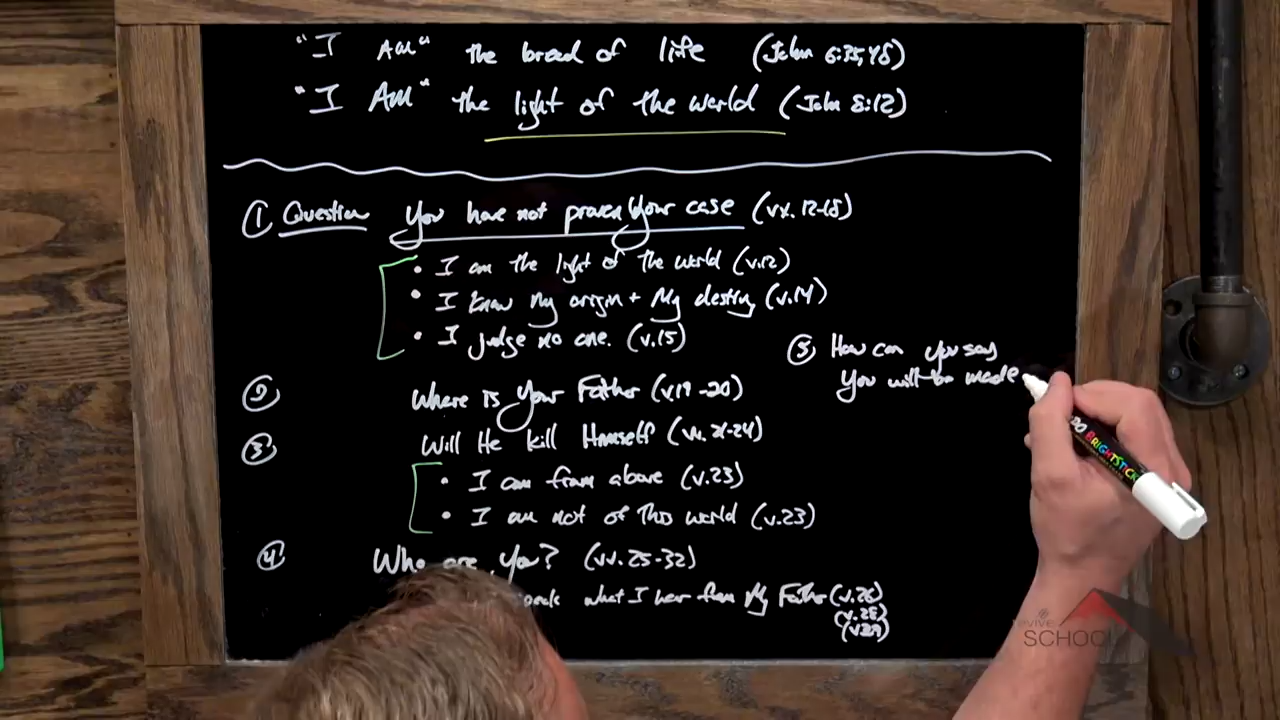 "I Am" the bread of life (John 6:35,48)
"I Am" the light of the world (John 8:12)
① Question You have not proven Your case (vv. 12-18)
• I am the light of the world (v.12)
• I know My origin + My destiny (v.14)
• I judge no one. (v.15)
② Where is Your Father (v.19-20)
③ Will He kill Himself (vv. 21-24)
• I am from above (v.23)
• I am not of this world (v.23)
④ Who are you? (vv. 25-32)
speak what I hear from My Father (v.26)
(v.28)
(v.29)
⑤ How can you say
You will be made
BRIGHTSTICK
revive
SCHOOL